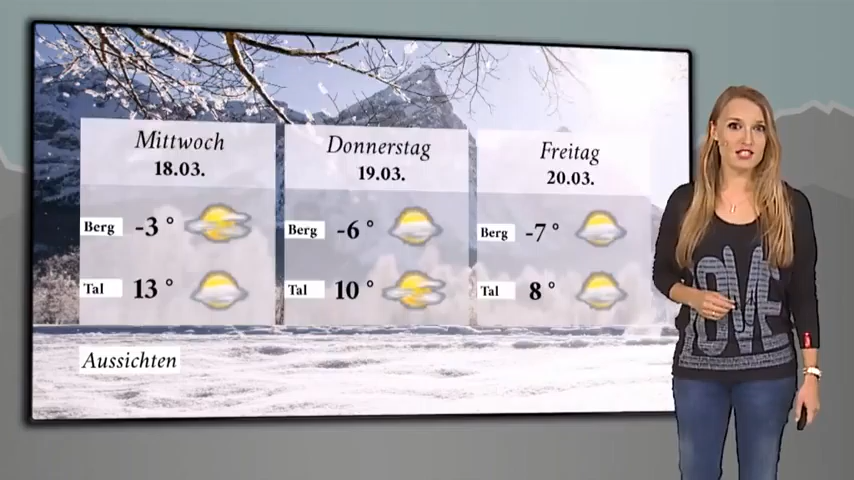 Mittwoch
18.03.
Berg -3 °
Tal 13 °
Donnerstag
19.03.
Berg -6 °
Tal 10 °
Freitag
20.03.
Berg -7 °
Tal 8 °
Aussichten
LOVE